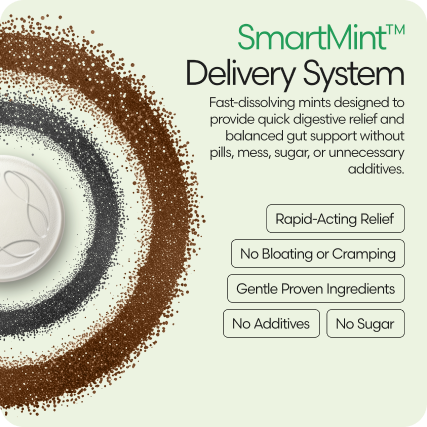 SmartMint™
Delivery System
Fast-dissolving mints designed to
provide quick digestive relief and
balanced gut support without
pills, mess, sugar, or unnecessary
additives.
Rapid-Acting Relief
No Bloating or Cramping
Gentle Proven Ingredients
No Additives
No Sugar